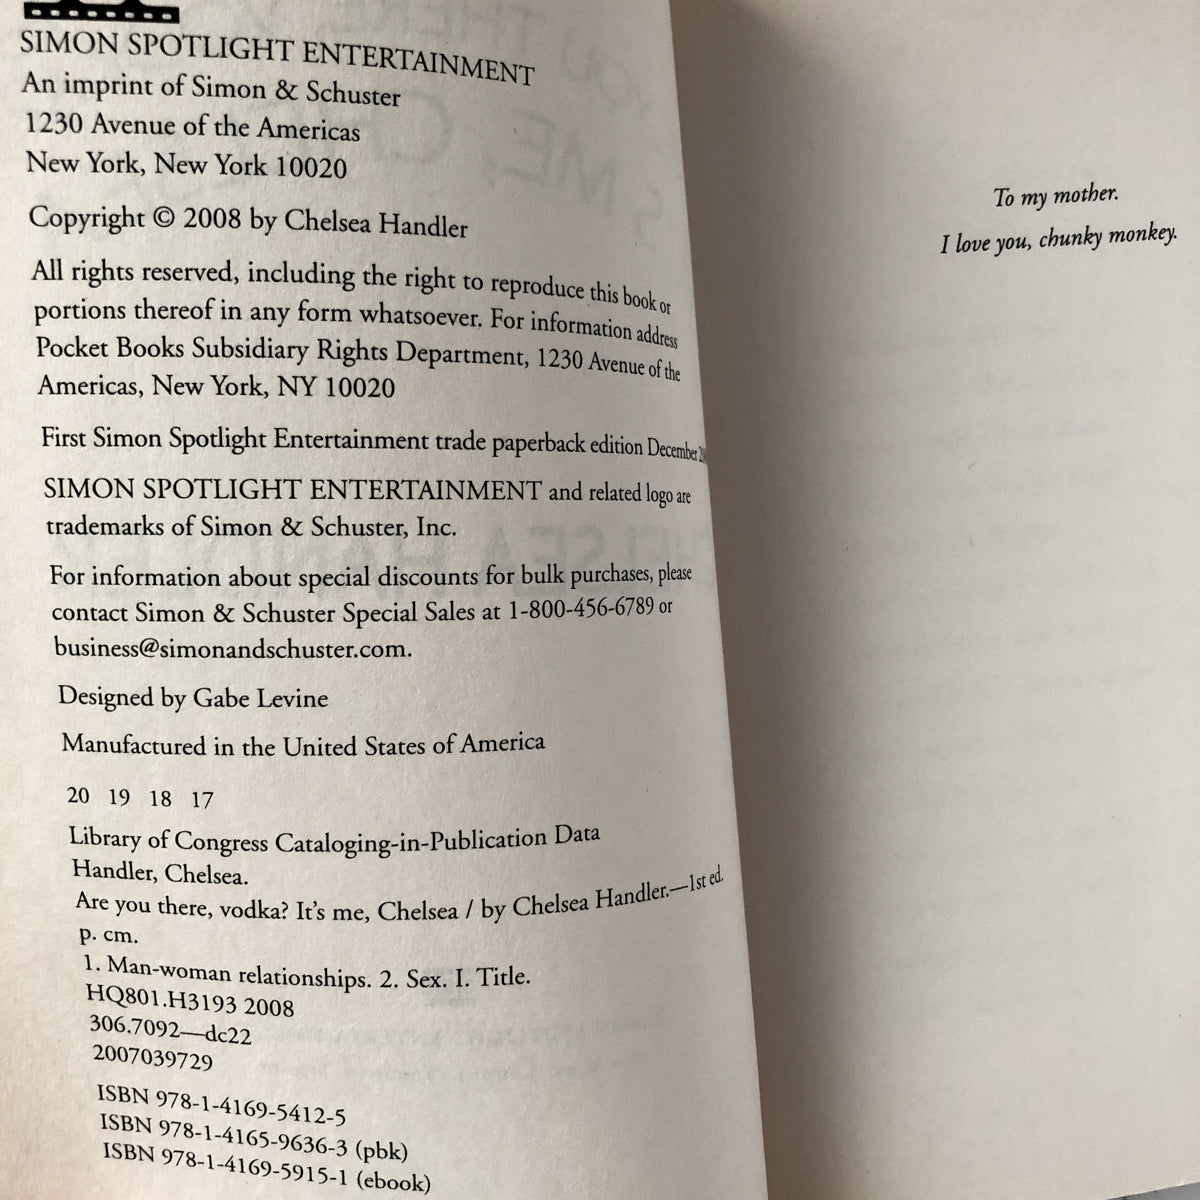 SIMON SPOTLIGHT ENTERTAINMENT
An imprint of Simon & Schuster
1230 Avenue of the Americas
New York, New York 10020
Copyright © 2008 by Chelsea Handler
All rights reserved, including the right to reproduce this book or
portions thereof in any form whatsoever. For information address
Pocket Books Subsidiary Rights Department, 1230 Avenue of the
Americas, New York, NY 10020
First Simon Spotlight Entertainment trade paperback edition December
SIMON SPOTLIGHT ENTERTAINMENT and related logo are
trademarks of Simon & Schuster, Inc.
For information about special discounts for bulk purchases, please
contact Simon & Schuster Special Sales at 1-800-456-6789 or
business@simonandschuster.com.
Designed by Gabe Levine
Manufactured in the United States of America
20 19 18 17
Library of Congress Cataloging-in-Publication Data
Handler, Chelsea.
Are you there, vodka? It's me, Chelsea / by Chelsea Handler.—1st ed.
p. cm.
1. Man-woman relationships. 2. Sex. I. Title.
HQ801.H3193 2008
306.7092—dc22
2007039729
ISBN 978-1-4169-5412-5
ISBN 978-1-4165-9636-3 (pbk)
ISBN 978-1-4169-5915-1 (ebook)
To my mother.
I love you, chunky monkey.